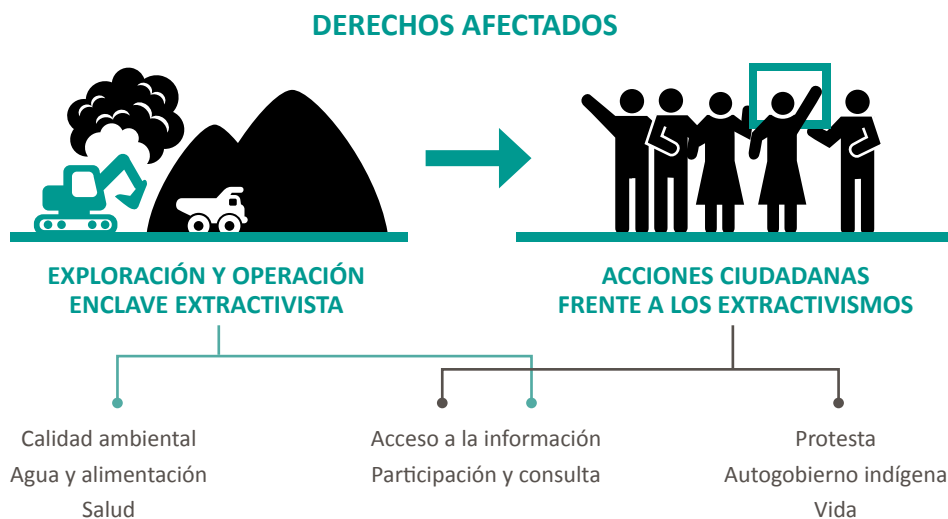 DERECHOS AFECTADOS
EXPLORACIÓN Y OPERACIÓN
ENCLAVE EXTRACTIVISTA
ACCIONES CIUDADANAS
FRENTE A LOS EXTRACTIVISMOS
Calidad ambiental
Agua y alimentación
Salud
Acceso a la información
Participación y consulta
Protesta
Autogobierno indígena
Vida